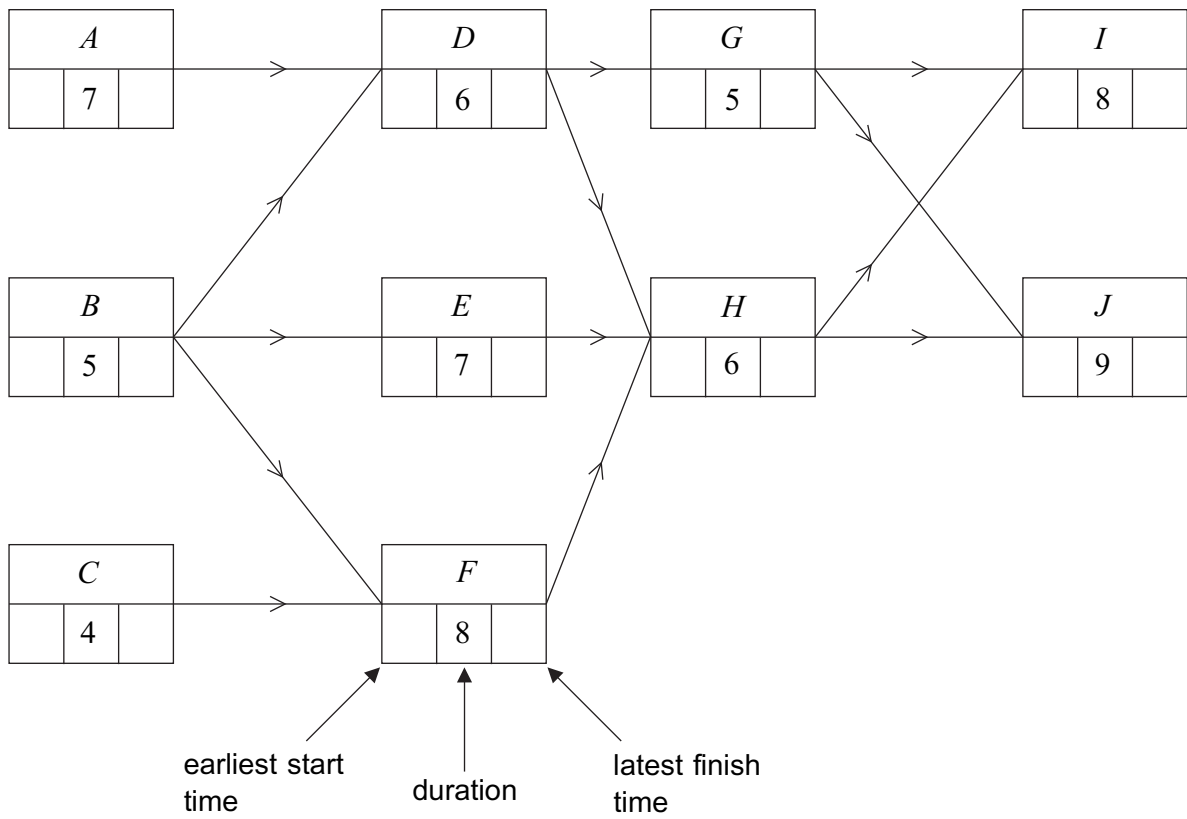 A D G I
7 6 5 8
B E H J
5 7 6 9
C F
4 8
earliest start
time
duration
latest finish
time